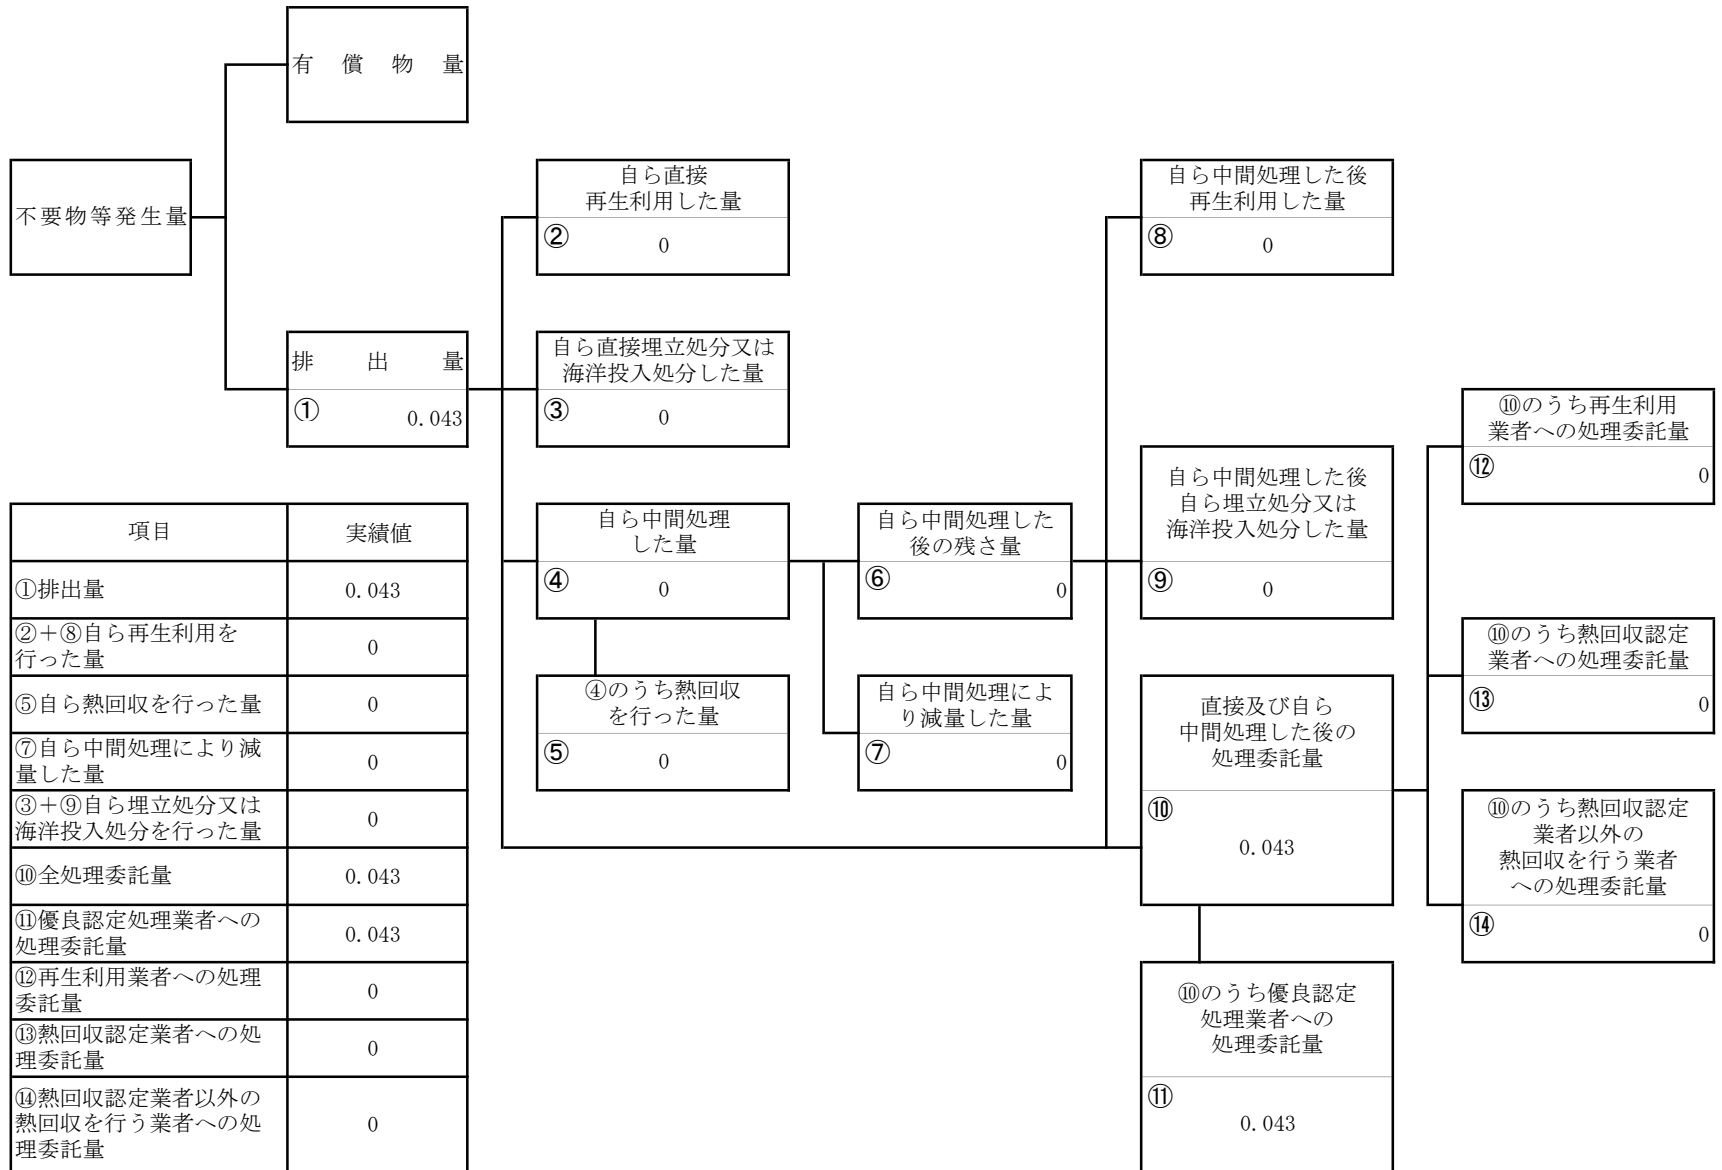 有償物量
不要物等発生量
排出量
①
0.043
自ら直接
再生利用した量
②
0
自ら直接埋立処分又は
海洋投入処分した量
③
0
自ら中間処理
した量
④
0
④のうち熱回収
を行った量
⑤
0
自ら中間処理した
後の残さ量
⑥
0
自ら中間処理によ
り減量した量
⑦
0
自ら中間処理した後
再生利用した量
⑧
0
自ら中間処理した後
自ら埋立処分又は
海洋投入処分した量
⑨
0
直接及び自ら
中間処理した後の
処理委託量
⑩
0.043
⑩のうち優良認定
処理業者への
処理委託量
⑪
0.043
⑩のうち再生利用
業者への処理委託量
⑫
0
⑩のうち熱回収認定
業者への処理委託量
⑬
0
⑩のうち熱回収認定
業者以外の
熱回収を行う業者
への処理委託量
⑭
0
項目 実績値
①排出量 0.043
②＋⑧自ら再生利用を
行った量 0
⑤自ら熱回収を行った量 0
⑦自ら中間処理により減
量した量 0
③＋⑨自ら埋立処分又は
海洋投入処分を行った量 0
⑩全処理委託量 0.043
⑪優良認定処理業者への
処理委託量 0.043
⑫再生利用業者への処理
委託量 0
⑬熱回収認定業者への処
理委託量 0
⑭熱回収認定業者以外の
熱回収を行う業者への処
理委託量 0